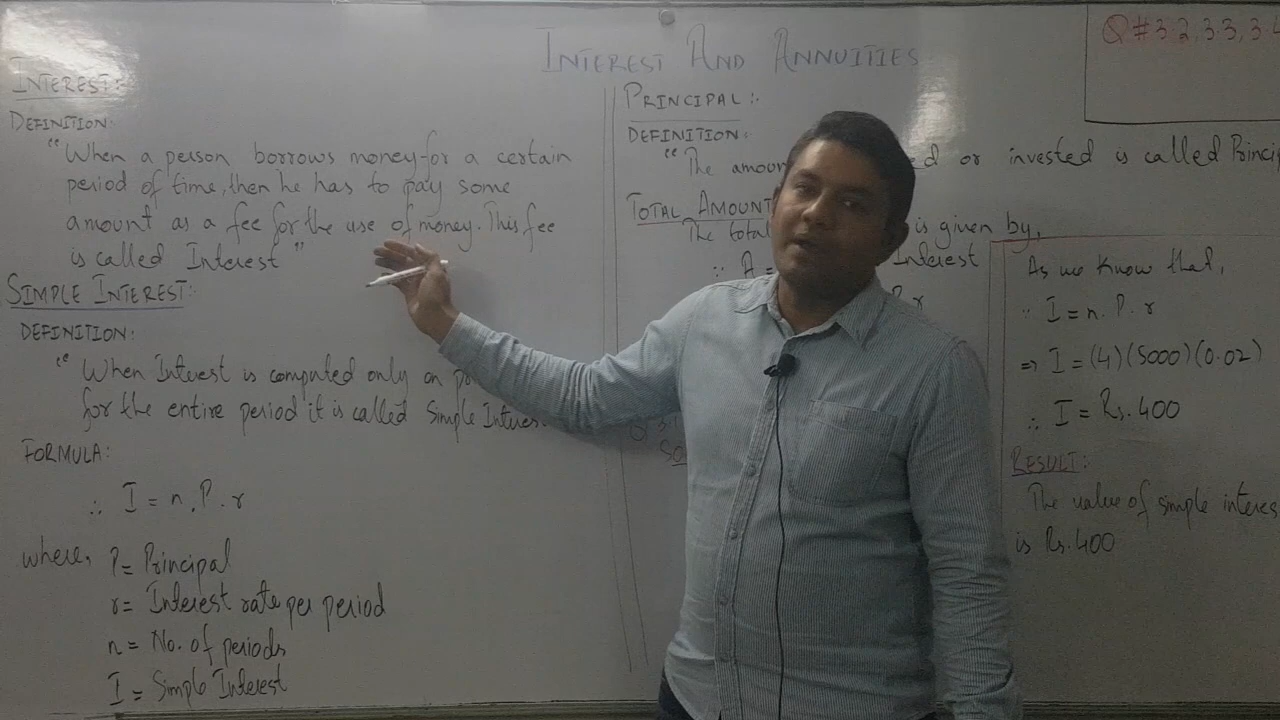 INTEREST AND ANNUITIES
Q # 3.2, 3.3, 3.4
INTEREST:
DEFINITION:
"When a person borrows money for a certain
period of time, then he has to pay some
amount as a fee for the use of money. This fee
is called Interest"
SIMPLE INTEREST:
DEFINITION:
"When Interest is computed only on
for the entire period it is called Simple
FORMULA:
∴ I = n.P.r
where, P = Principal
r = Interest rate per period
n = No. of periods
I = Simple Interest
PRINCIPAL:
DEFINITION:
"The or invested is called
TOTAL AMOUNT
The total is given by,
∵ A = Interest
P.r
As we know that,
∵ I = n.P.r
⇒ I = (4)(5000)(0.02)
∴ I = Rs.400
RESULT:
The value of simple
is Rs.400